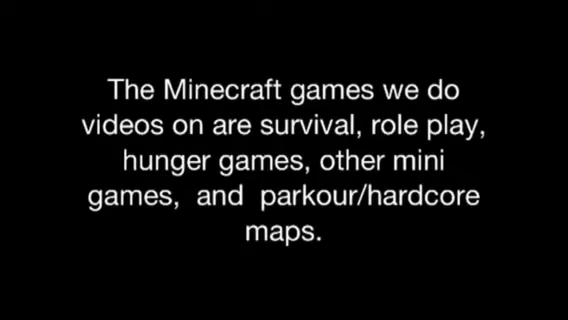 The Minecraft games we do
videos on are survival, role play,
hunger games, other mini
games,  and  parkour/hardcore
maps.